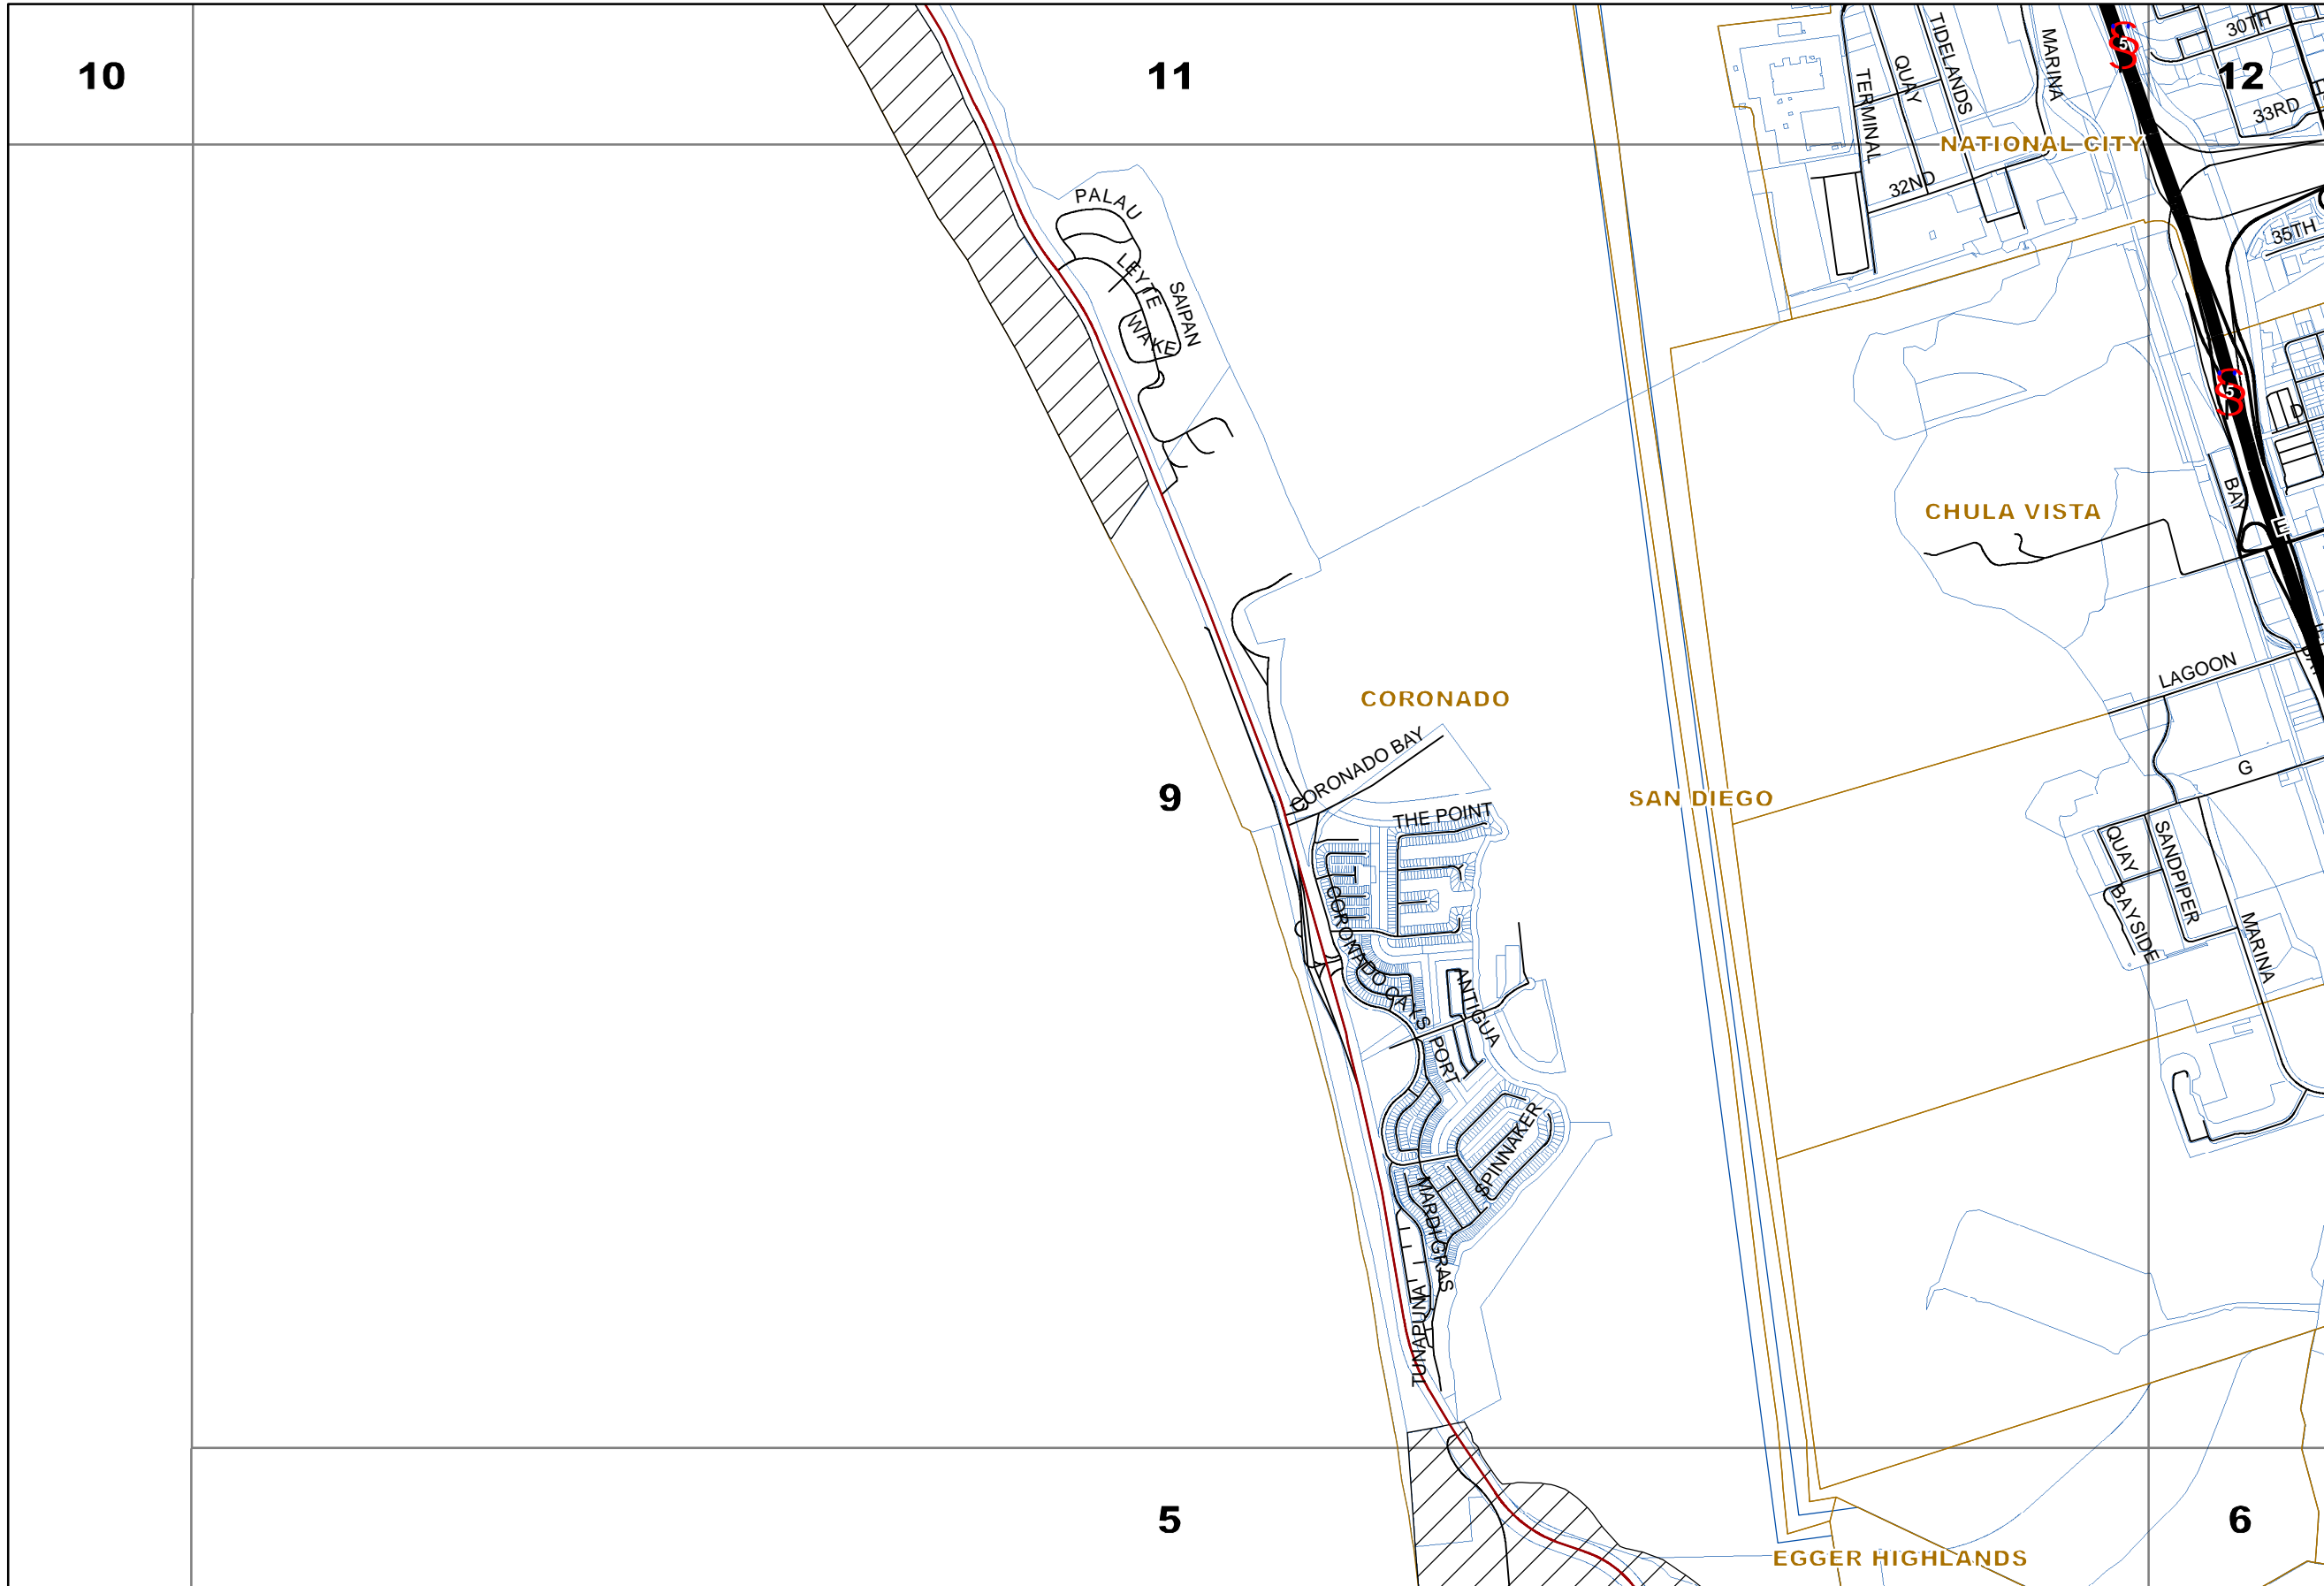 10
11
12
30TH
33RD
35TH
TERMINAL
QUAY
TIDELANDS
MARINA
5
NATIONAL CITY
32ND
PALAU
LEYTE
SAIPAN
WAKE
5
D
BAY
E
CHULA VISTA
LAGOON
CORONADO
CORONADO BAY
9
SAN DIEGO
G
THE POINT
QUAY
SANDPIPER
BAYSIDE
MARINA
CORONADO CAYS
ANTIGUA
PORT
SPINNAKER
MARDI GRAS
TUNAPUNA
5
6
EGGER HIGHLANDS